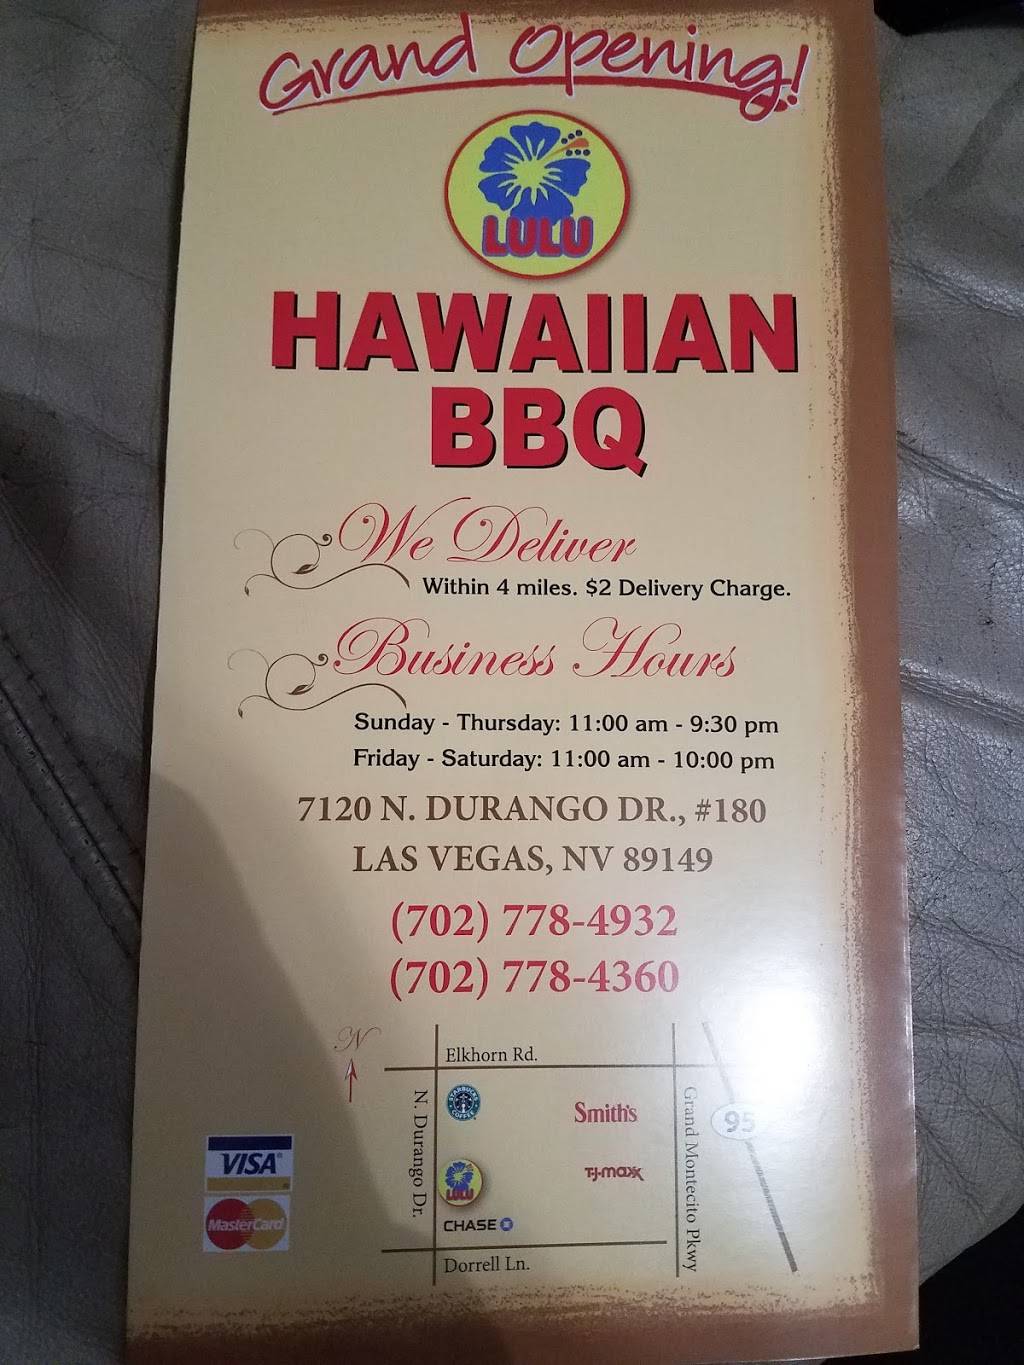 Grand Opening!
LULU
HAWAIIAN
BBQ
We Deliver
Within 4 miles. $2 Delivery Charge.
Business Hours
Sunday - Thursday: 11:00 am - 9:30 pm
Friday - Saturday: 11:00 am - 10:00 pm
7120 N. DURANGO DR., #180
LAS VEGAS, NV 89149
(702) 778-4932
(702) 778-4360
N
Elkhorn Rd.
N. Durango Dr.
STARBUCKS COFFEE
Smith's
Grand Montecito Pkwy
95
VISA
MasterCard
LULU
T·J·maxx
CHASE
Dorrell Ln.